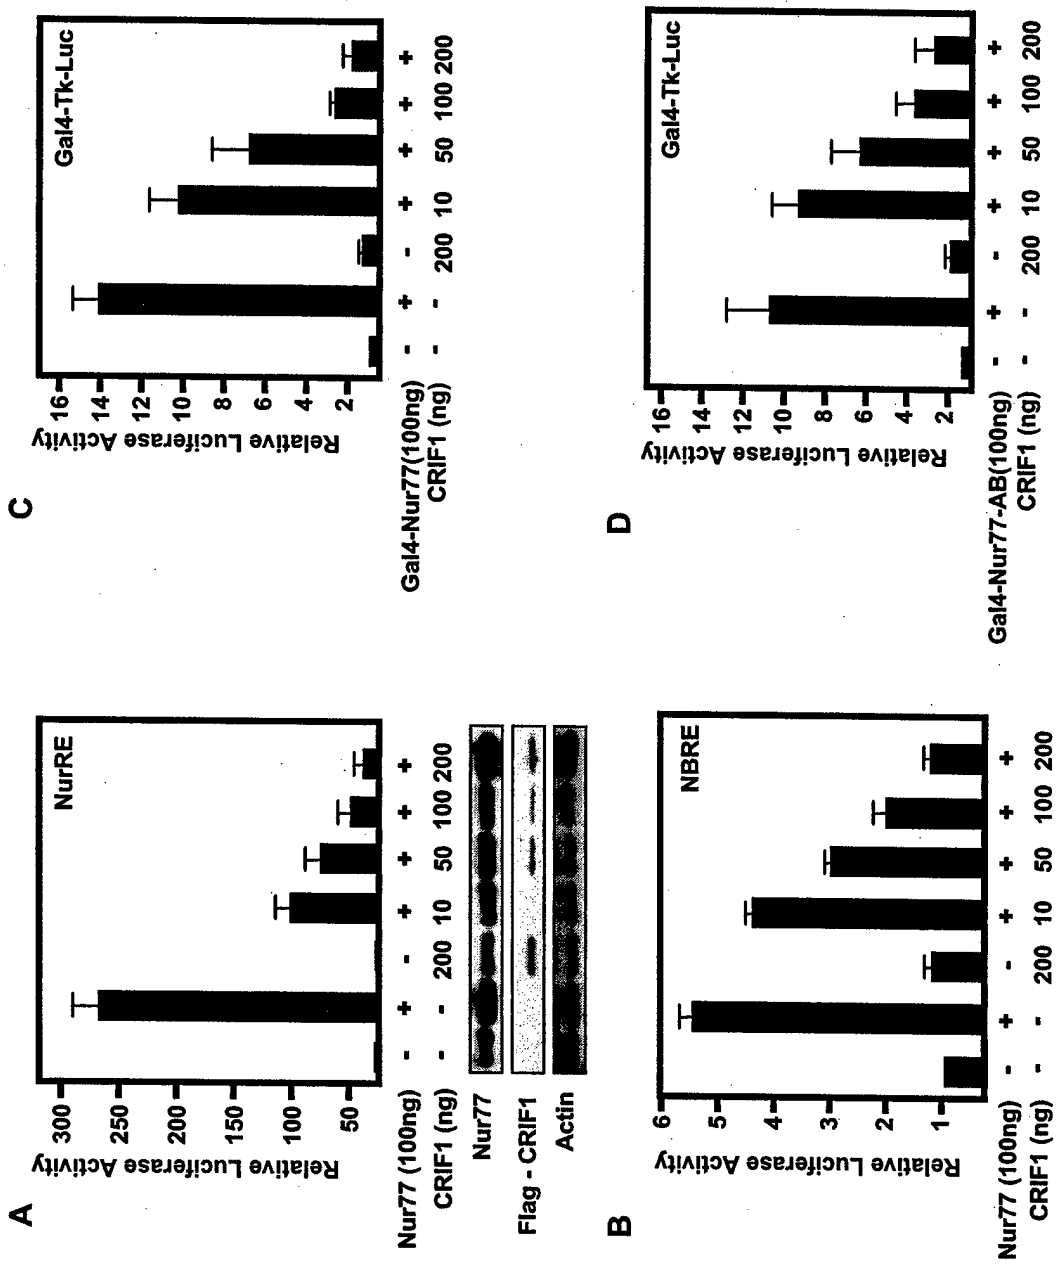 A
NurRE
Relative Luciferase Activity
300
250
200
150
100
50
Nur77 (100ng) - + - + + + +
CRIF1 (ng) - - 200 10 50 100 200
Nur77
Flag - CRIF1
Actin
B
NBRE
Relative Luciferase Activity
6
5
4
3
2
1
Nur77 (100ng) - + - + + + +
CRIF1 (ng) - - 200 10 50 100 200
C
Gal4-Tk-Luc
Relative Luciferase Activity
16
14
12
10
8
6
4
2
Gal4-Nur77(100ng) - + - + + + +
CRIF1 (ng) - - 200 10 50 100 200
D
Gal4-Tk-Luc
Relative Luciferase Activity
16
14
12
10
8
6
4
2
Gal4-Nur77-AB(100ng) - + - + + + +
CRIF1 (ng) - - 200 10 50 100 200